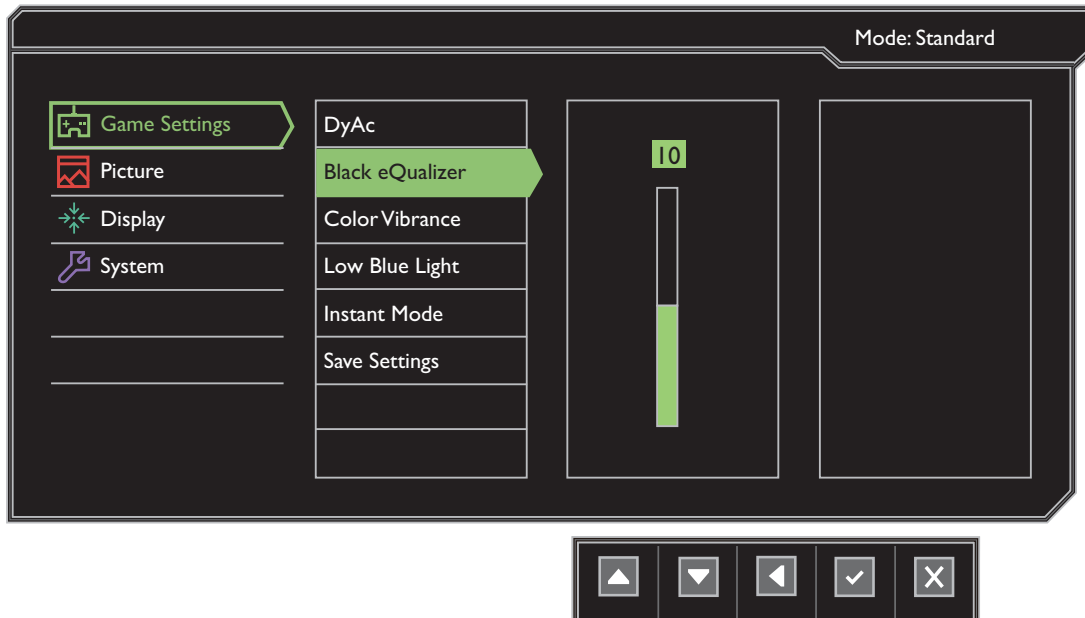 Mode: Standard
Game Settings
Picture
Display
System
DyAc
Black eQualizer
Color Vibrance
Low Blue Light
Instant Mode
Save Settings
10